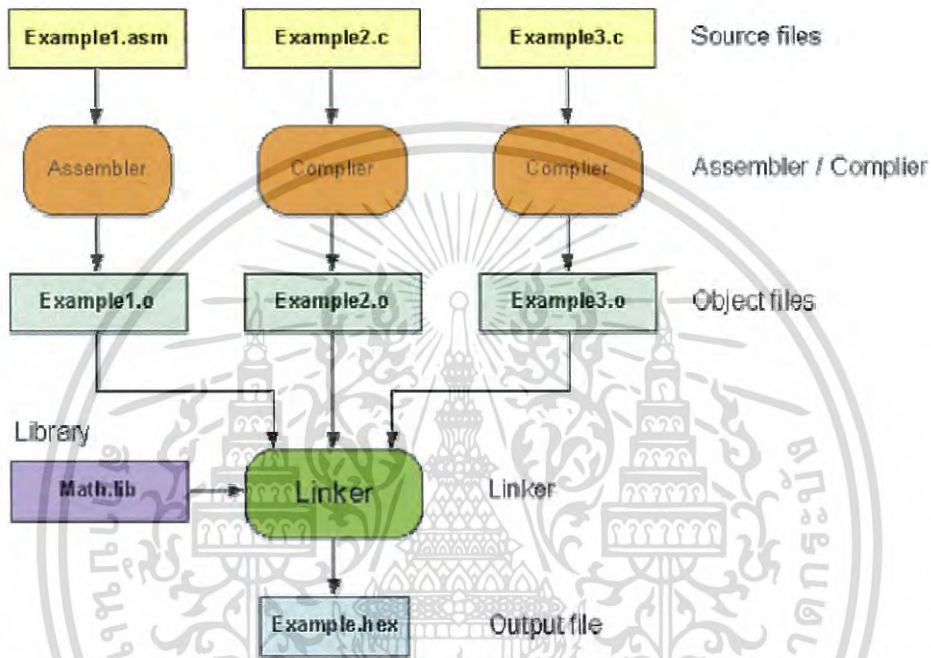 Example1.asm Example2.c Example3.c Source files
Assembler Complier Complier Assembler / Complier
Example1.o Example2.o Example3.o Object files
Library
Math.lib Linker Linker
Example.hex Output file